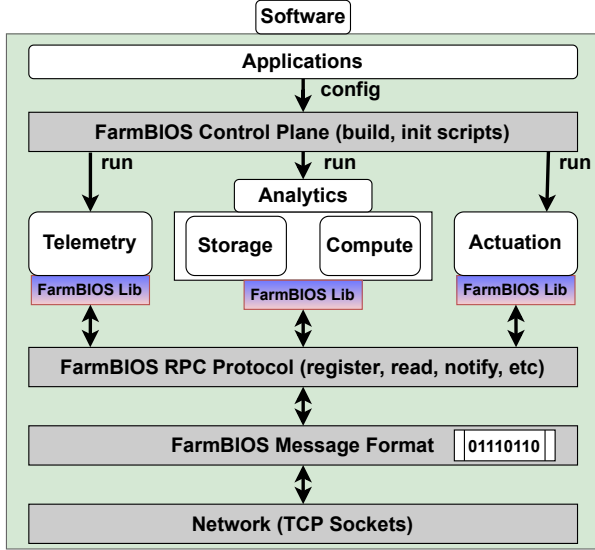 Software
Applications
config
FarmBIOS Control Plane (build, init scripts)
run
run
run
Analytics
Telemetry
Storage
Compute
Actuation
FarmBIOS Lib
FarmBIOS Lib
FarmBIOS Lib
FarmBIOS RPC Protocol (register, read, notify, etc)
FarmBIOS Message Format
01110110
Network (TCP Sockets)